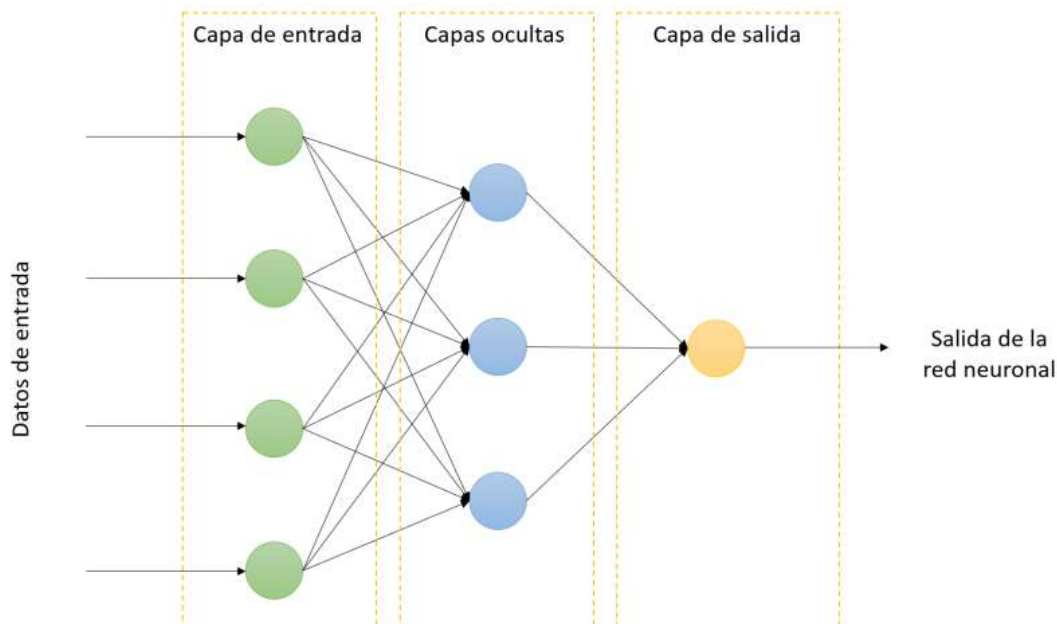 Capa de entrada
Capas ocultas
Capa de salida
Datos de entrada
Salida de la
red neuronal